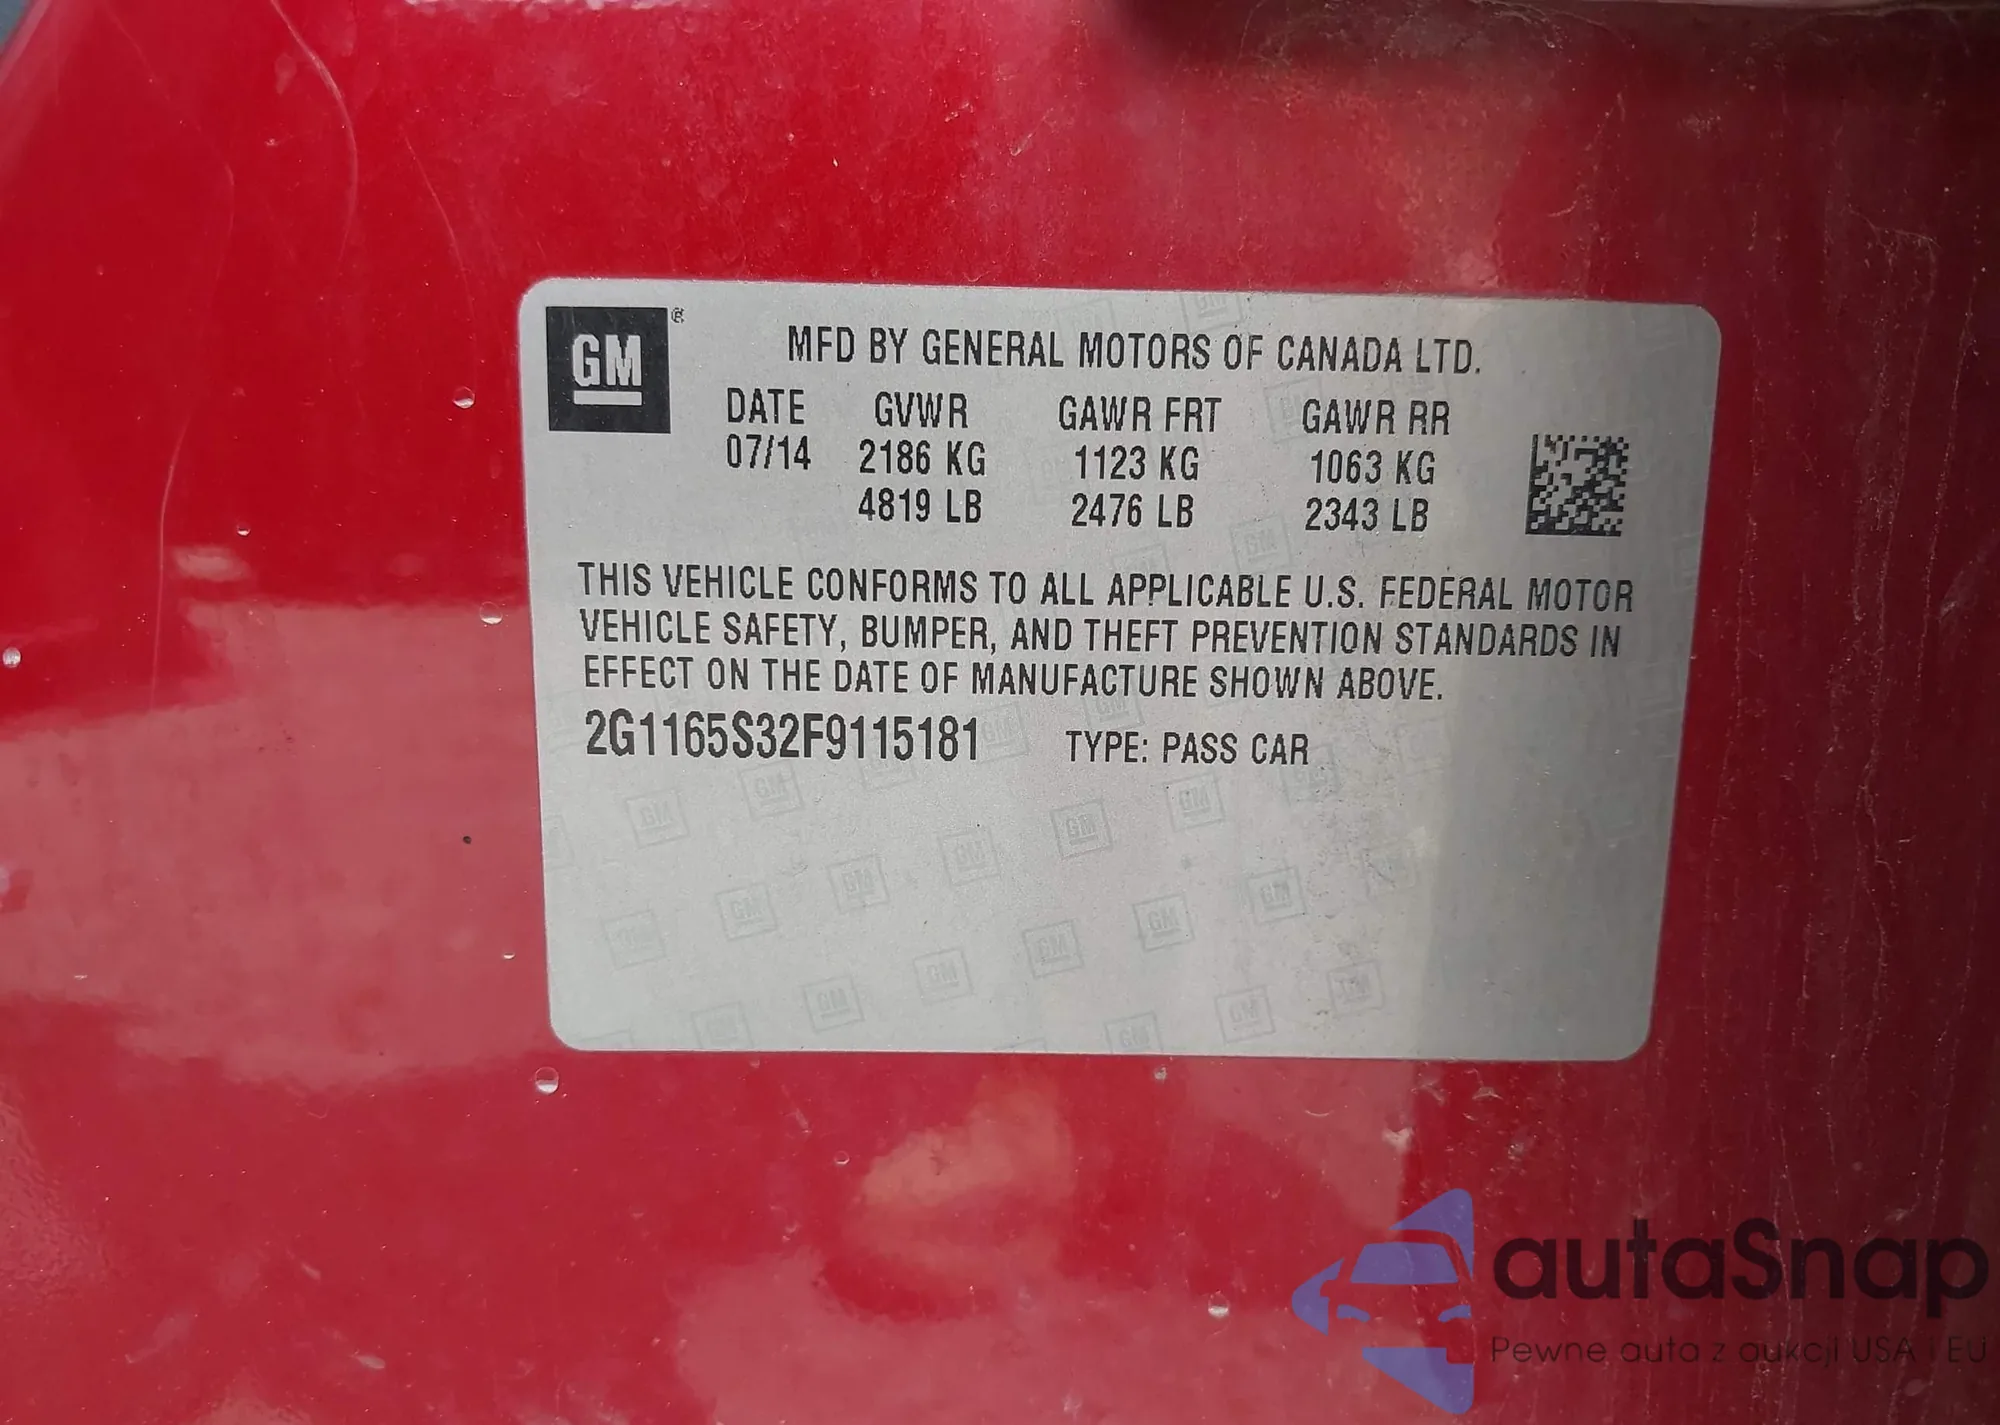 GM ®
MFD BY GENERAL MOTORS OF CANADA LTD.
DATE GVWR GAWR FRT GAWR RR
07/14 2186 KG 1123 KG 1063 KG
4819 LB 2476 LB 2343 LB
THIS VEHICLE CONFORMS TO ALL APPLICABLE U.S. FEDERAL MOTOR
VEHICLE SAFETY, BUMPER, AND THEFT PREVENTION STANDARDS IN
EFFECT ON THE DATE OF MANUFACTURE SHOWN ABOVE.
2G1165S32F9115181 TYPE: PASS CAR
autaSnap
Pewne auta z aukcji USA i EU